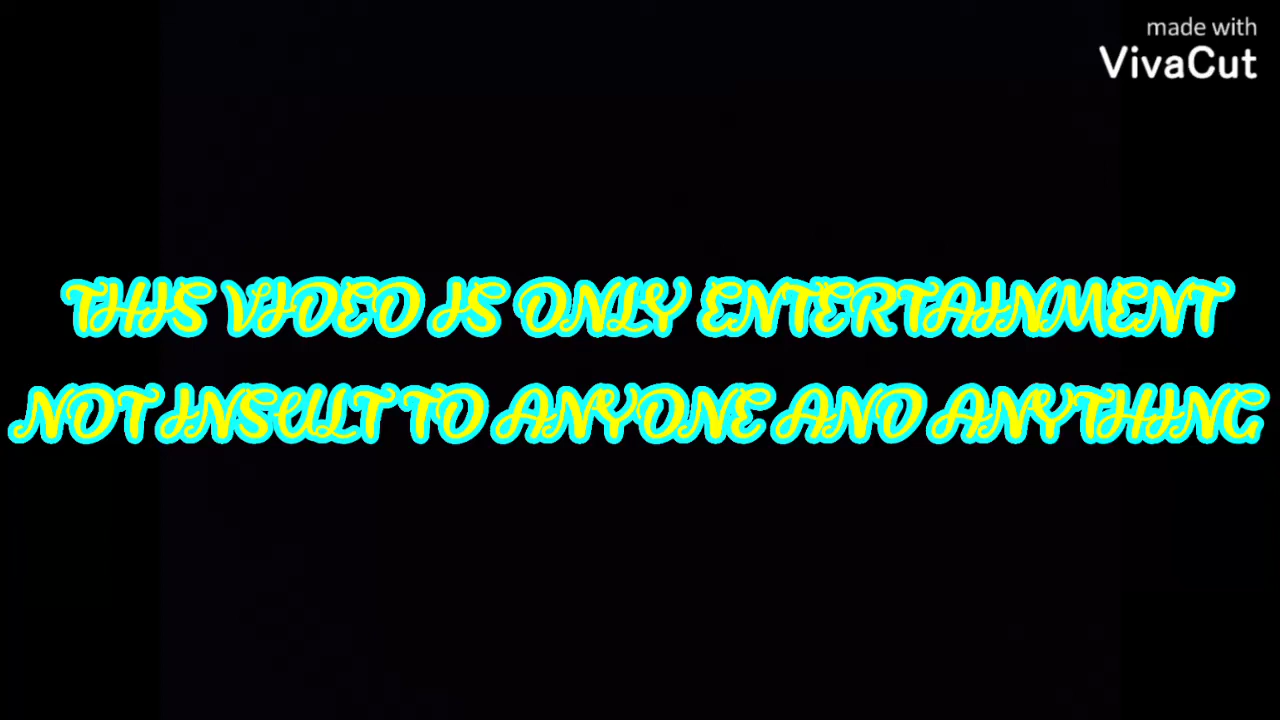 made with
VivaCut
THIS VIDEO IS ONLY ENTERTAINMENT
NOT INSULT TO ANYONE AND ANYTHING